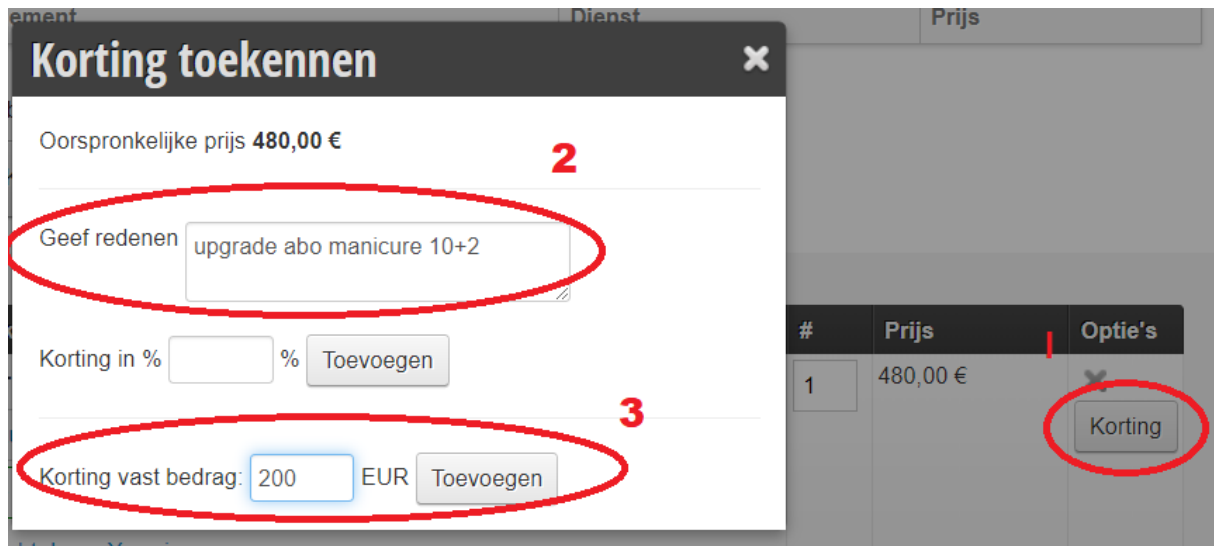 ement Dienst Prijs
Korting toekennen
Oorspronkelijke prijs 480,00 €
2
Geef redenen upgrade abo manicure 10+2
Korting in % % Toevoegen
3
Korting vast bedrag: 200 EUR Toevoegen
# Prijs Optie's
1 480,00 €
Korting